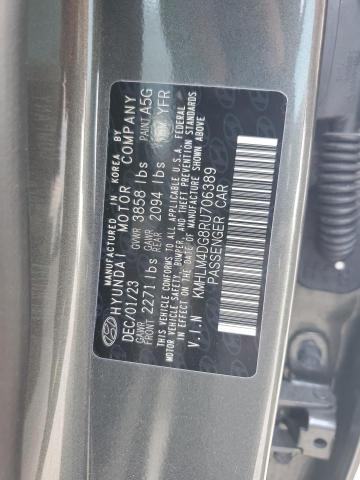 MANUFACTURED IN KOREA BY
HYUNDAI MOTOR COMPANY
DEC/01/23 GVWR 3858 lbs PAINT A5G
GAWR FRONT 2271 lbs GAWR REAR 2094 lbs YFR
THIS VEHICLE CONFORMS TO ALL APPLICABLE U.S.A. FEDERAL
MOTOR VEHICLE SAFETY, BUMPER, AND THEFT PREVENTION STANDARDS
IN EFFECT ON THE DATE OF MANUFACTURE SHOWN ABOVE.
V.I.N KMHLM4DG8RU706389
PASSENGER CAR